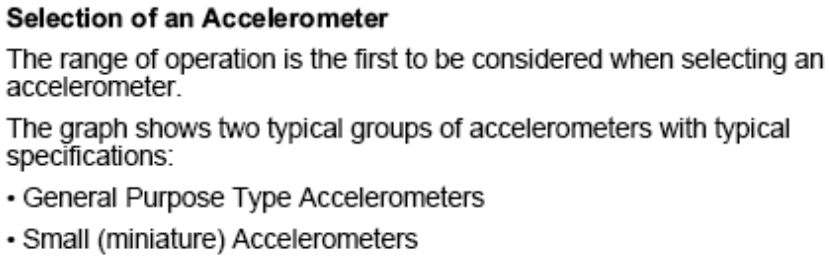 Selection of an Accelerometer
The range of operation is the first to be considered when selecting an
accelerometer.
The graph shows two typical groups of accelerometers with typical
specifications:
• General Purpose Type Accelerometers
• Small (miniature) Accelerometers